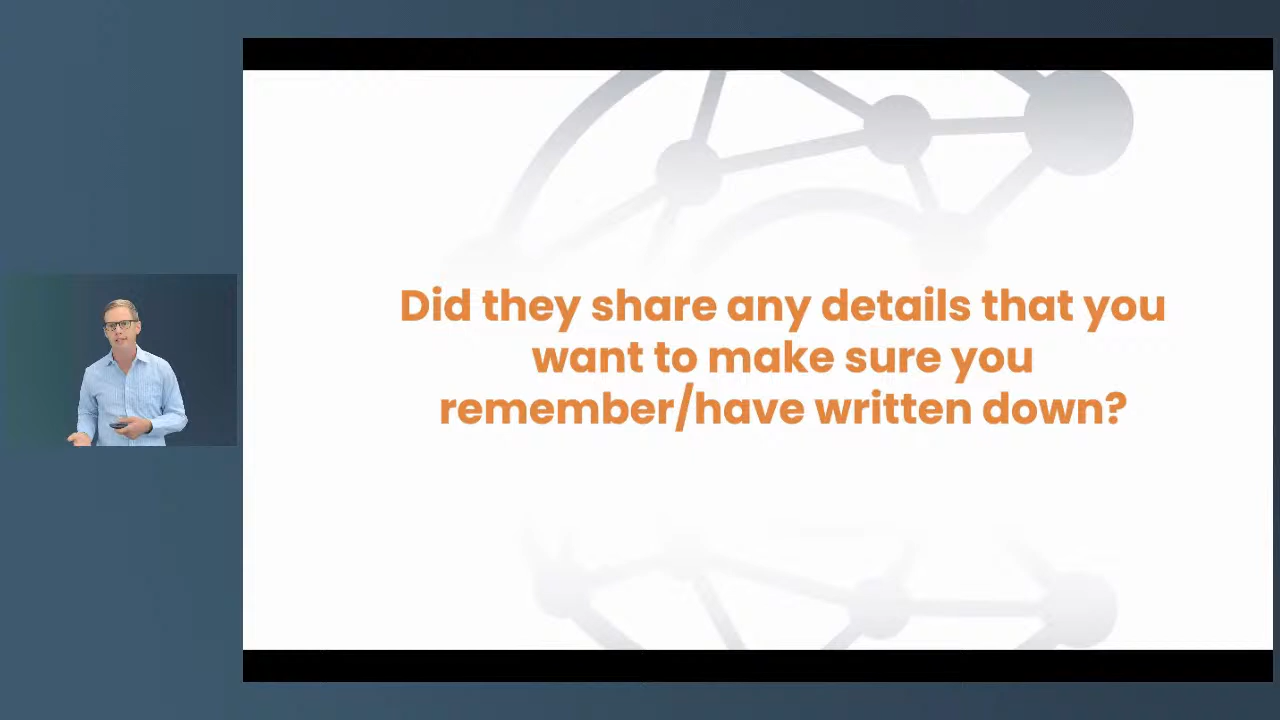 Did they share any details that you
want to make sure you
remember/have written down?